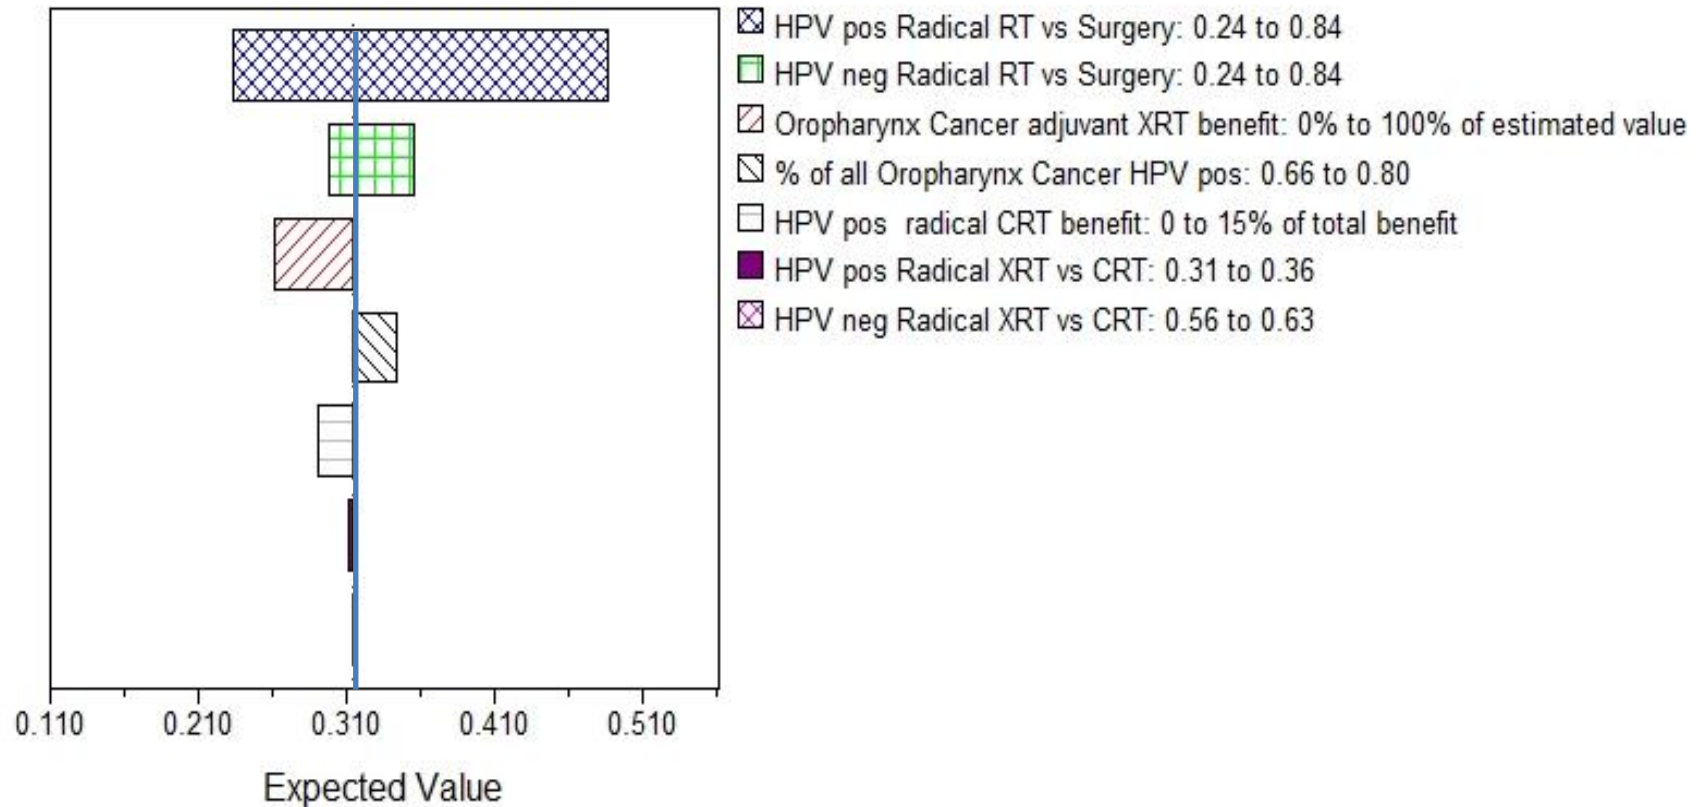 HPV pos Radical RT vs Surgery: 0.24 to 0.84
HPV neg Radical RT vs Surgery: 0.24 to 0.84
Oropharynx Cancer adjuvant XRT benefit: 0% to 100% of estimated value
% of all Oropharynx Cancer HPV pos: 0.66 to 0.80
HPV pos  radical CRT benefit: 0 to 15% of total benefit
HPV pos Radical XRT vs CRT: 0.31 to 0.36
HPV neg Radical XRT vs CRT: 0.56 to 0.63
0.110 0.210 0.310 0.410 0.510
Expected Value